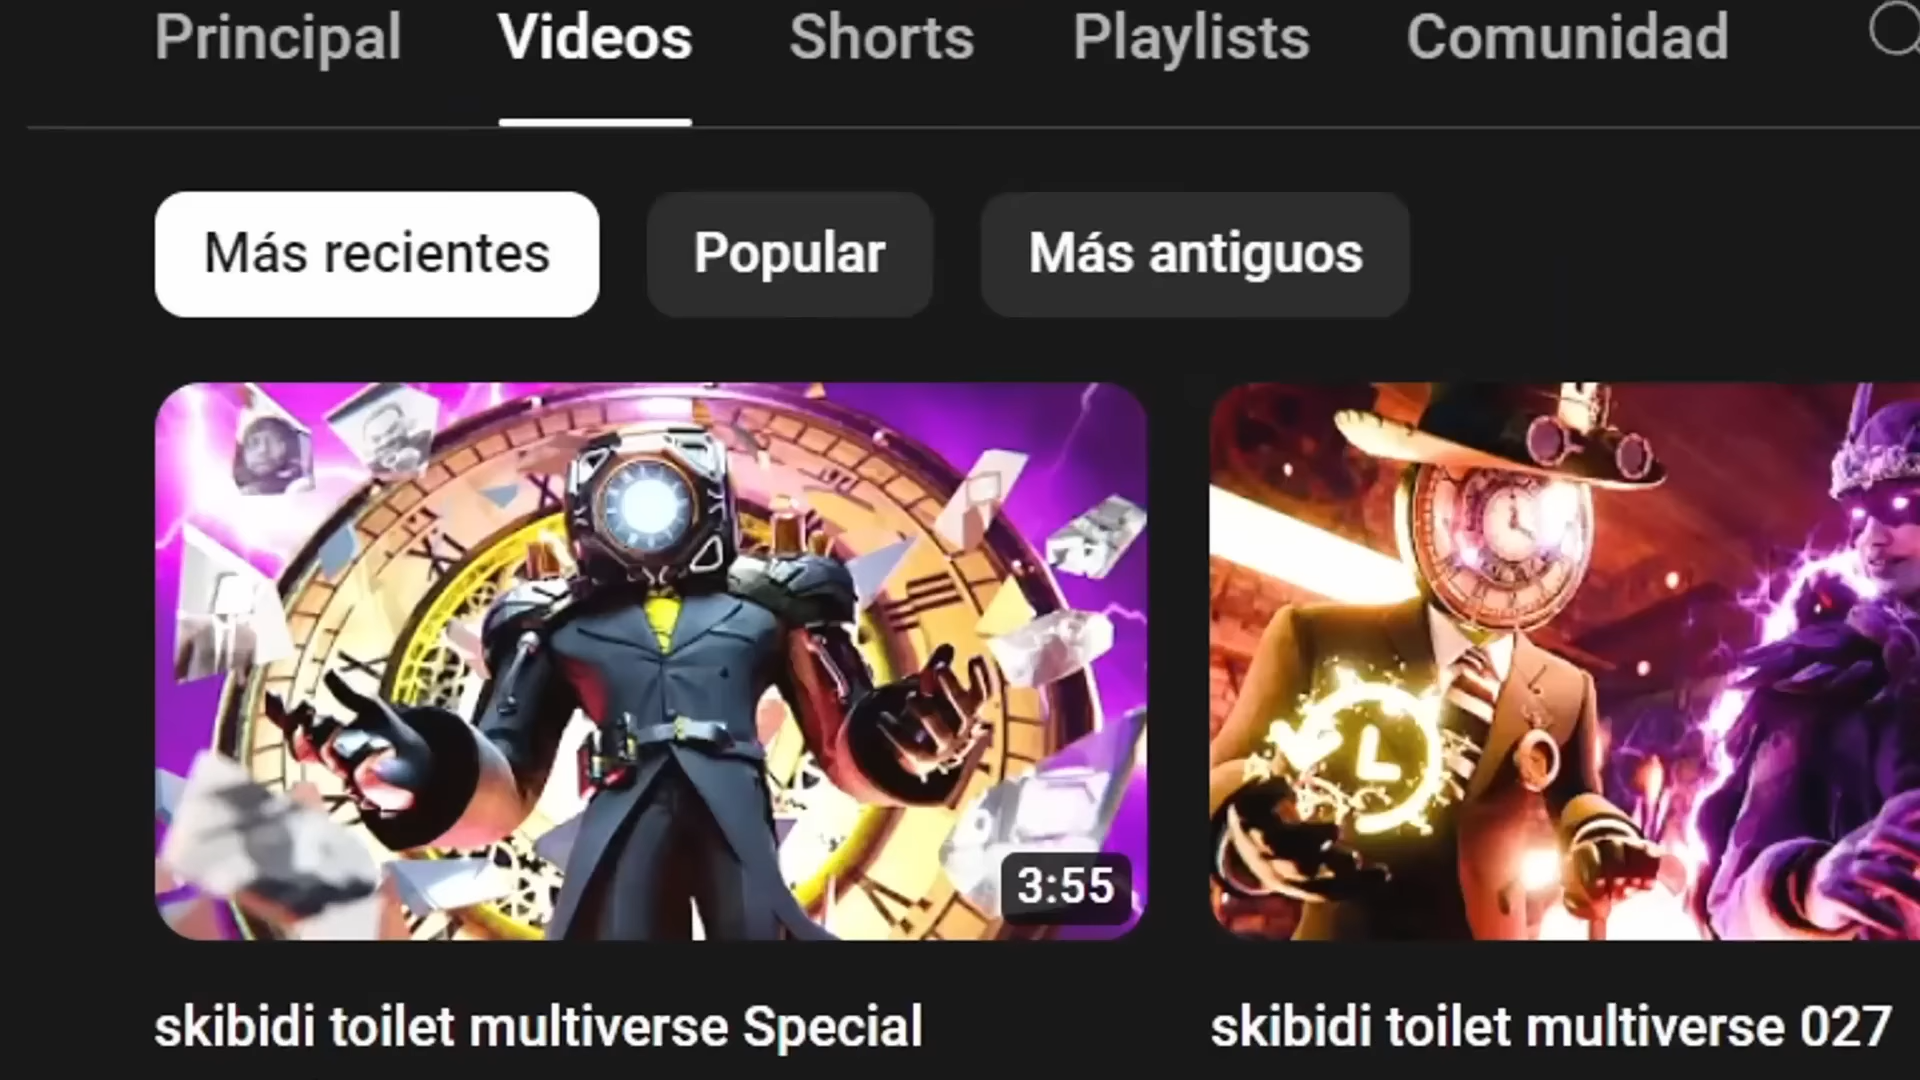 Principal Videos Shorts Playlists Comunidad
Más recientes Popular Más antiguos
3:55
skibidi toilet multiverse Special
skibidi toilet multiverse 027